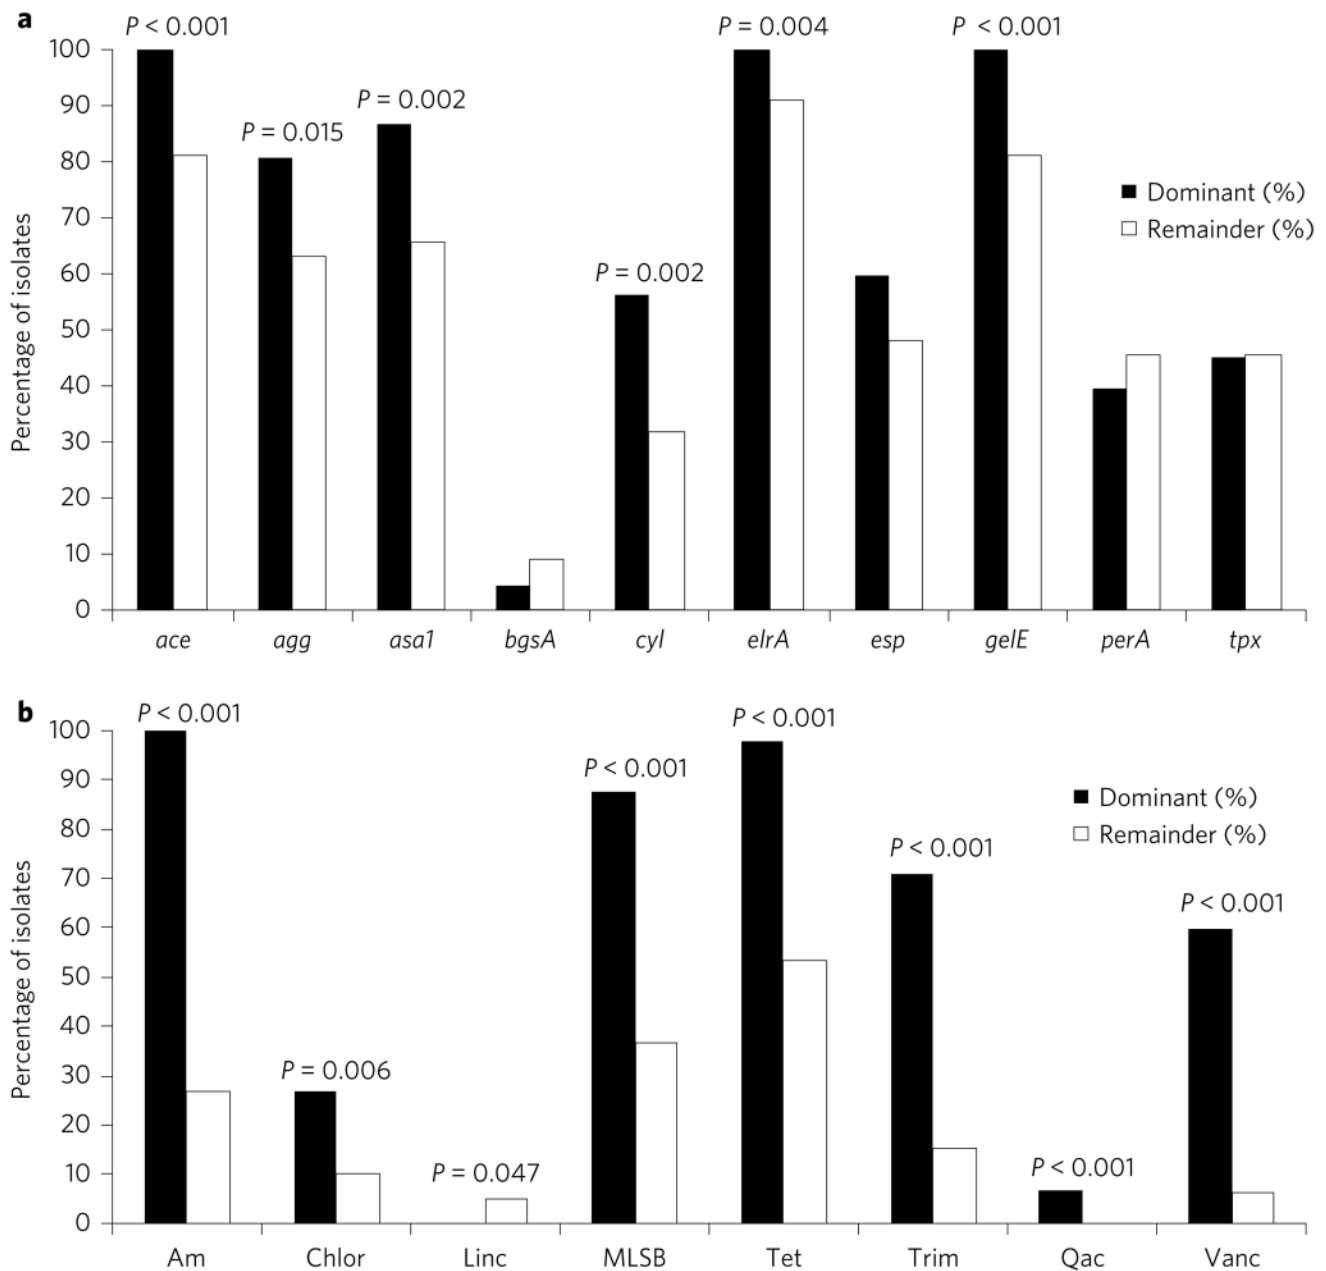 a
P < 0.001
P = 0.004
P < 0.001
100
P = 0.002
90
P = 0.015
80
Dominant (%)
70
Remainder (%)
60
P = 0.002
50
40
30
20
10
0
Percentage of isolates
ace agg asa1 bgsA cyl elrA esp gelE perA tpx
b
P < 0.001
P < 0.001
100
P < 0.001
90
Dominant (%)
80
Remainder (%)
P < 0.001
70
P < 0.001
60
50
40
P = 0.006
30
20
P = 0.047
P < 0.001
10
0
Percentage of isolates
Am Chlor Linc MLSB Tet Trim Qac Vanc